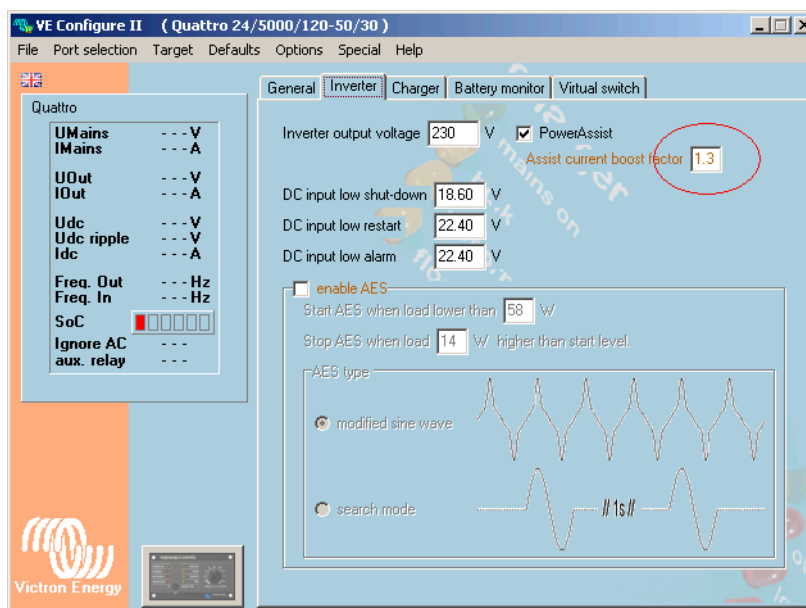 VE Configure II ( Quattro 24/5000/120-50/30 )
File Port selection Target Defaults Options Special Help
General Inverter Charger Battery monitor Virtual switch
Quattro
UMains - - - V
IMains - - - A
UOut - - - V
IOut - - - A
Udc - - - V
Udc ripple - - - V
Idc - - - A
Freq. Out - - - Hz
Freq. In - - - Hz
SoC
Ignore AC - - -
aux. relay - - -
Inverter output voltage 230 V PowerAssist
Assist current boost factor 1.3
DC input low shut-down 18.60 V
DC input low restart 22.40 V
DC input low alarm 22.40 V
enable AES
Start AES when load lower than 58 W
Stop AES when load 14 W higher than start level.
AES type
modified sine wave
search mode
// 1s //
victron Energy
mains on